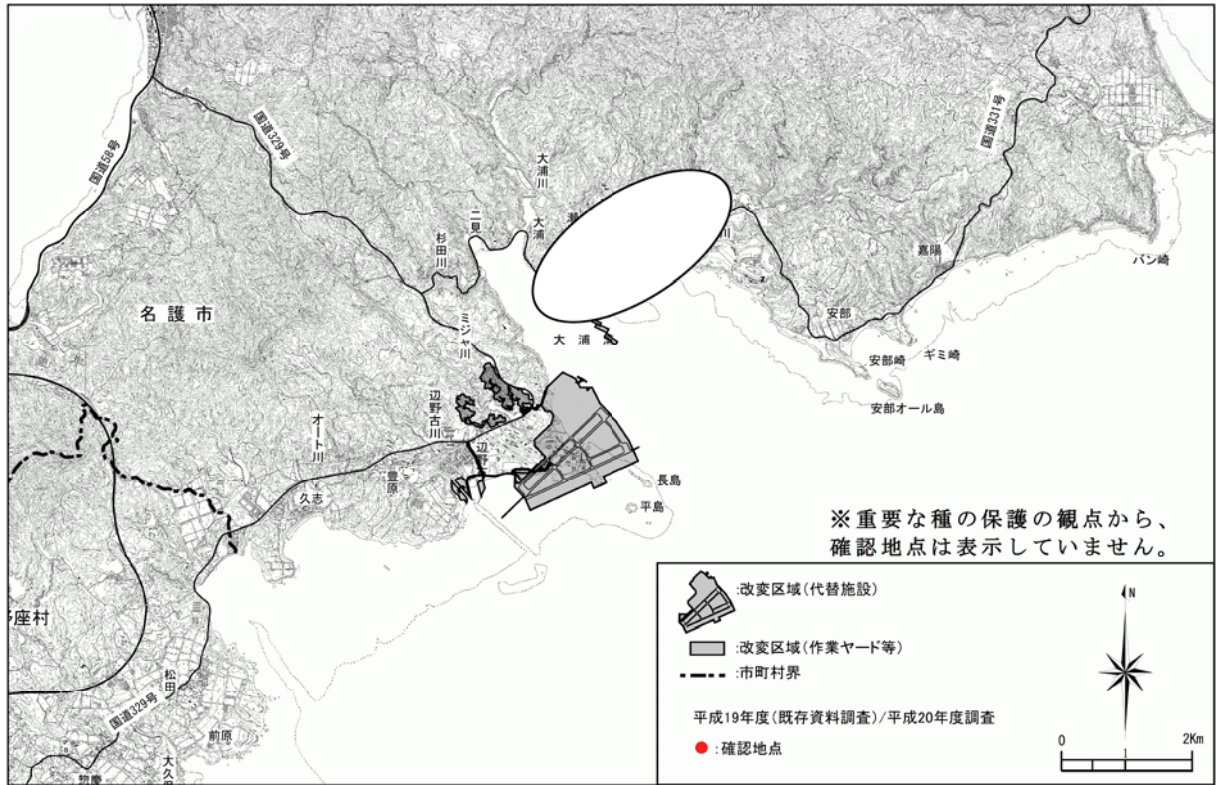 国道58号
国道329号
国道331号
大浦川
大浦
二見
杉田川
川
嘉陽
バン崎
名護市
ミジャ川
大浦
安部
安部崎
ギミ崎
安部オール島
辺野古川
オート川
辺野
豊原
久志
長島
平島
※重要な種の保護の観点から、
確認地点は表示していません。
座村
松田
国道329号
前原
大久保
惣慶
:改変区域(代替施設)
:改変区域(作業ヤード等)
:市町村界
平成19年度(既存資料調査)/平成20年度調査
:確認地点
N
0
1
2Km